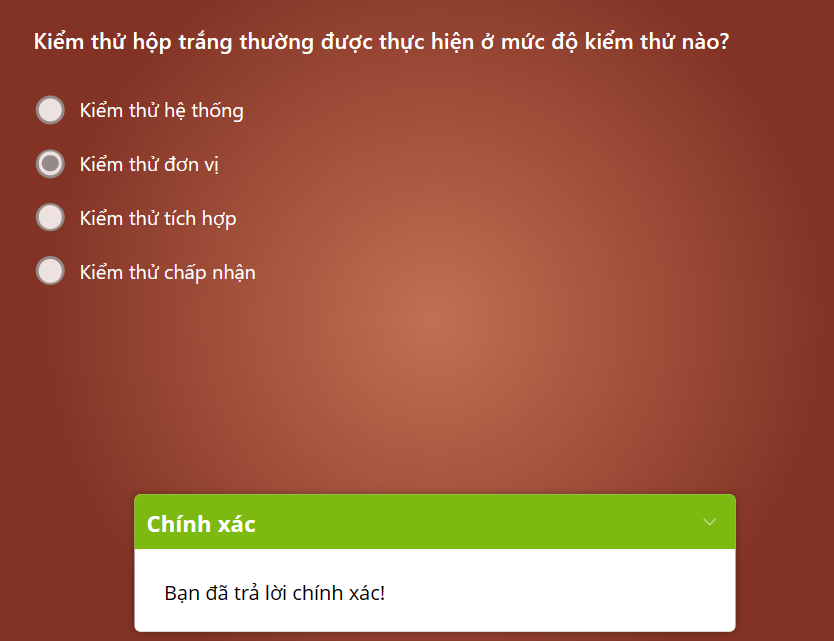 Kiểm thử hộp trắng thường được thực hiện ở mức độ kiểm thử nào?
Kiểm thử hệ thống
Kiểm thử đơn vị
Kiểm thử tích hợp
Kiểm thử chấp nhận
Chính xác
Bạn đã trả lời chính xác!